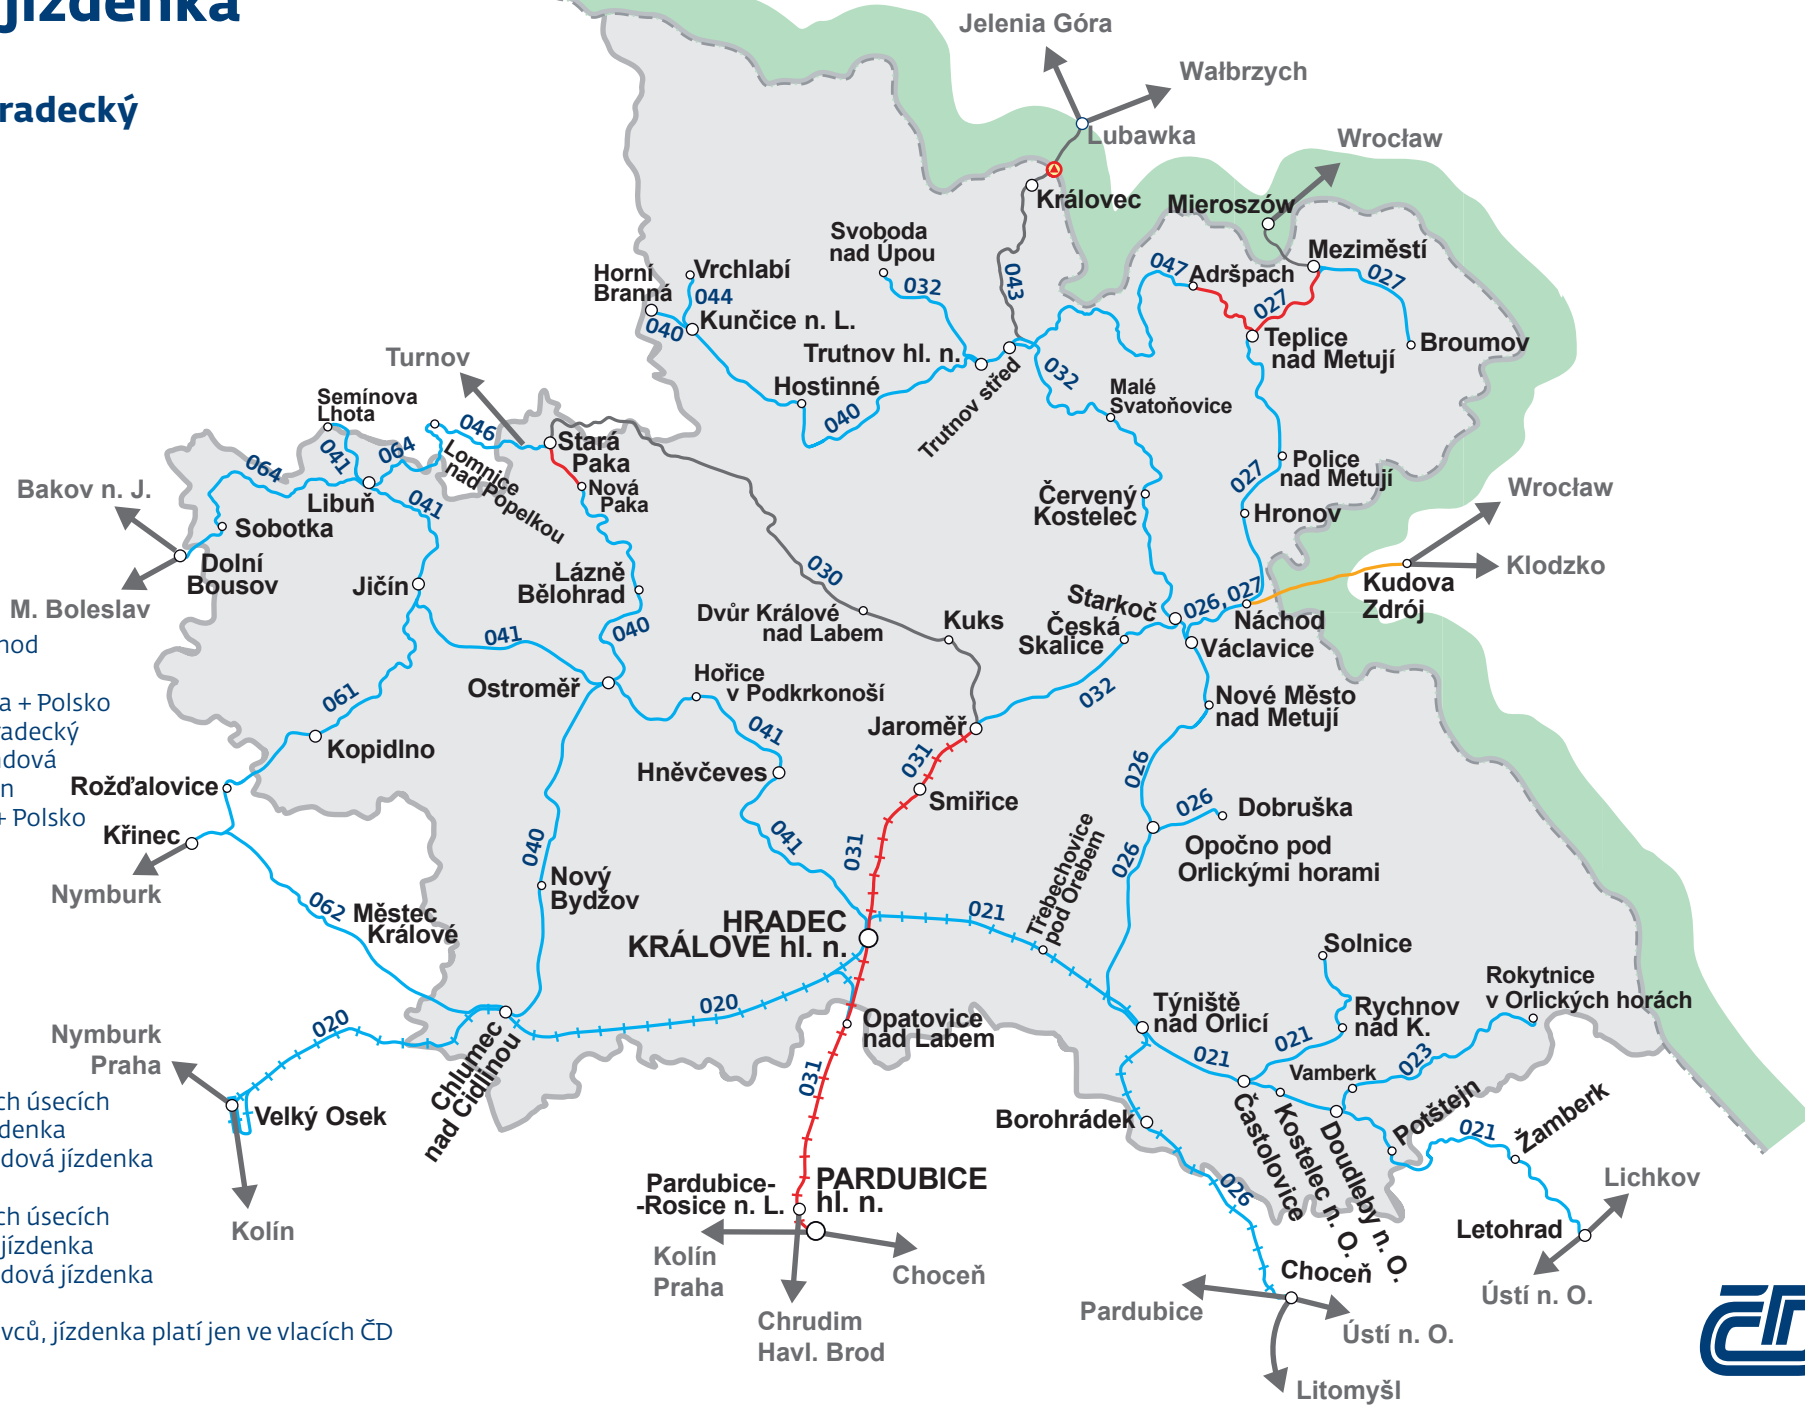 jízdenka
radecký
Jelenia Góra
Wałbrzych
Lubawka
Wrocław
Královec
Mieroszów
Svoboda
nad Úpou
Meziměstí
Horní
Branná
Vrchlabí
044
040
Kunčice n. L.
032
043
047
Adršpach
027
027
Teplice
nad Metují
Broumov
Trutnov hl. n.
Trutnov střed
Hostinné
040
032
Malé
Svatoňovice
Turnov
Semínova
Lhota
041
064
046
Lomnice
nad Popelkou
Stará
Paka
Nová
Paka
064
Libuň
041
Bakov n. J.
Sobotka
Dolní
Bousov
M. Boleslav
Jičín
Lázně
Bělohrad
040
041
030
Dvůr Králové
nad Labem
Kuks
Červený
Kostelec
Police
nad Metují
027
Hronov
Wrocław
Klodzko
Kudova
Zdrój
Starkoč
026, 027
Náchod
Česká
Skalice
Václavice
032
Nové Město
nad Metují
hod
a + Polsko
radecký
dová
n
+ Polsko
061
Kopidlno
Ostroměř
Hořice
v Podkrkonoší
041
Hněvčeves
041
Jaroměř
031
Smiřice
031
Rožďalovice
Křinec
Nymburk
062
Městec
Králové
040
Nový
Bydžov
HRADEC
KRÁLOVÉ hl. n.
021
Třebechovice
pod Orebem
026
026
Dobruška
Opočno pod
Orlickými horami
026
Solnice
Rokytnice
v Orlických horách
Rychnov
nad K.
Týniště
nad Orlicí
021
021
Vamberk
023
Nymburk
Praha
020
020
Chlumec
nad Cidlinou
Opatovice
nad Labem
031
Velký Osek
Kolín
Borohrádek
Častolovice
Kostelec n. O.
Doudleby n. O.
Potštejn
021
Žamberk
Lichkov
Letohrad
Ústí n. O.
026
Choceň
Pardubice
Ústí n. O.
Litomyšl
Pardubice-
-Rosice n. L.
PARDUBICE
hl. n.
Kolín
Praha
Choceň
Chrudim
Havl. Brod
ch úsecích
denka
dová jízdenka
ch úsecích
jízdenka
dová jízdenka
vců, jízdenka platí jen ve vlacích ČD
ČD